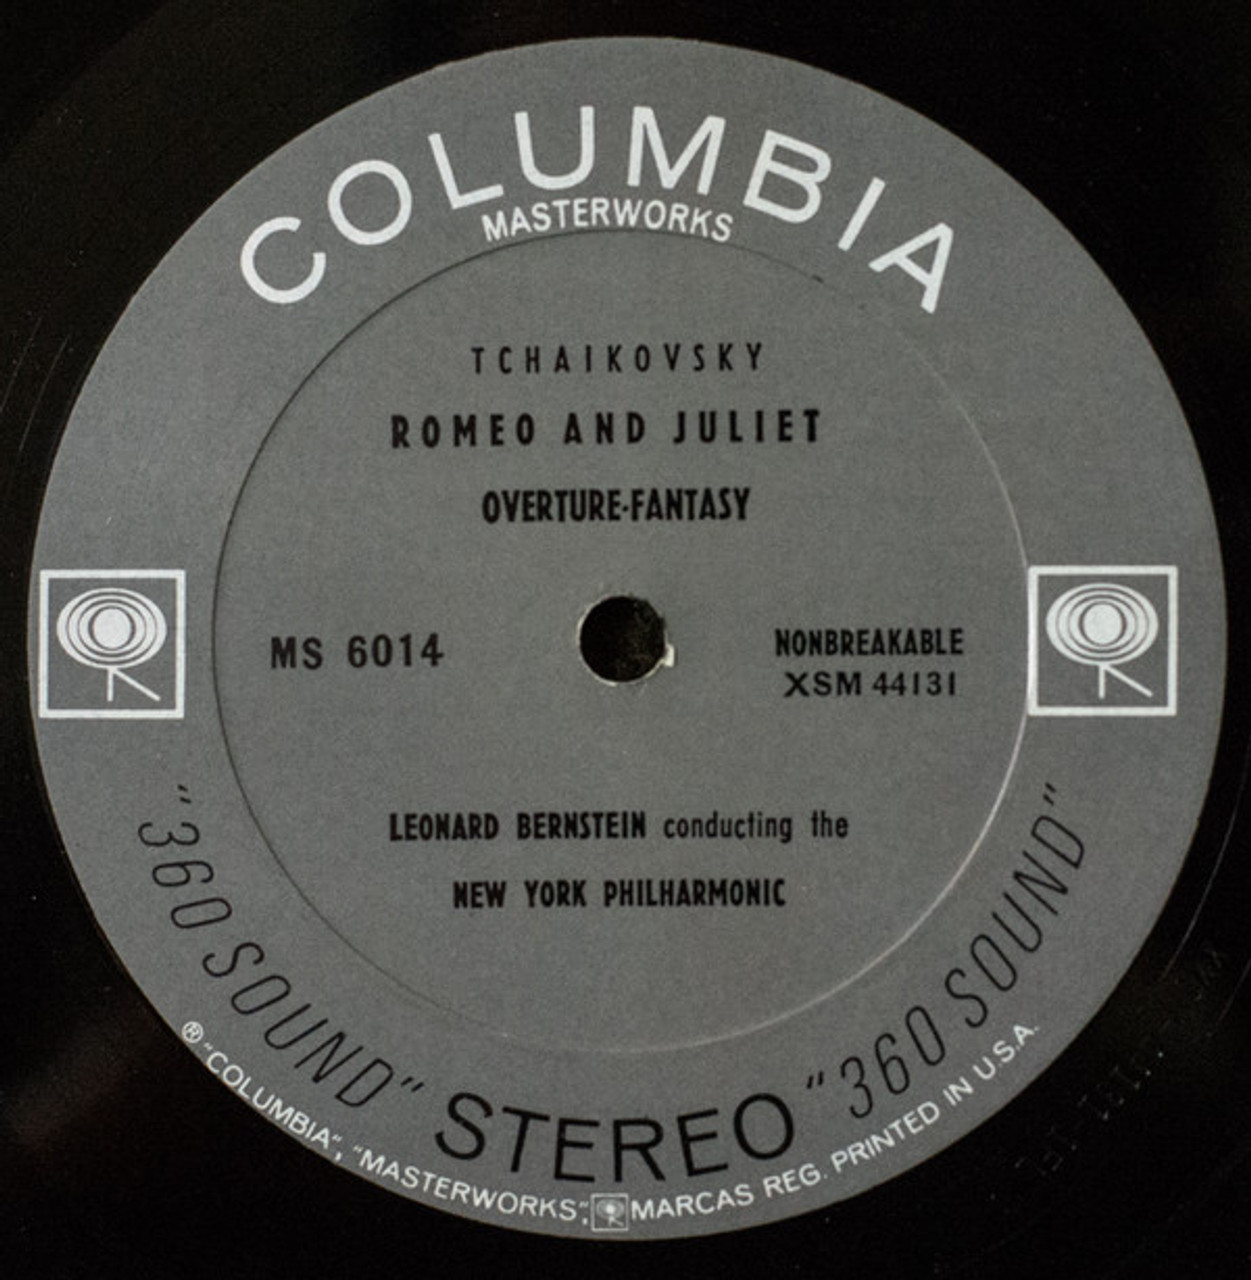 COLUMBIA
MASTERWORKS
TCHAIKOVSKY
ROMEO AND JULIET
OVERTURE-FANTASY
MS 6014
NONBREAKABLE
XSM 44131
LEONARD BERNSTEIN conducting the
NEW YORK PHILHARMONIC
"360 SOUND" STEREO "360 SOUND"
® "COLUMBIA", "MASTERWORKS", MARCAS REG. PRINTED IN U.S.A.